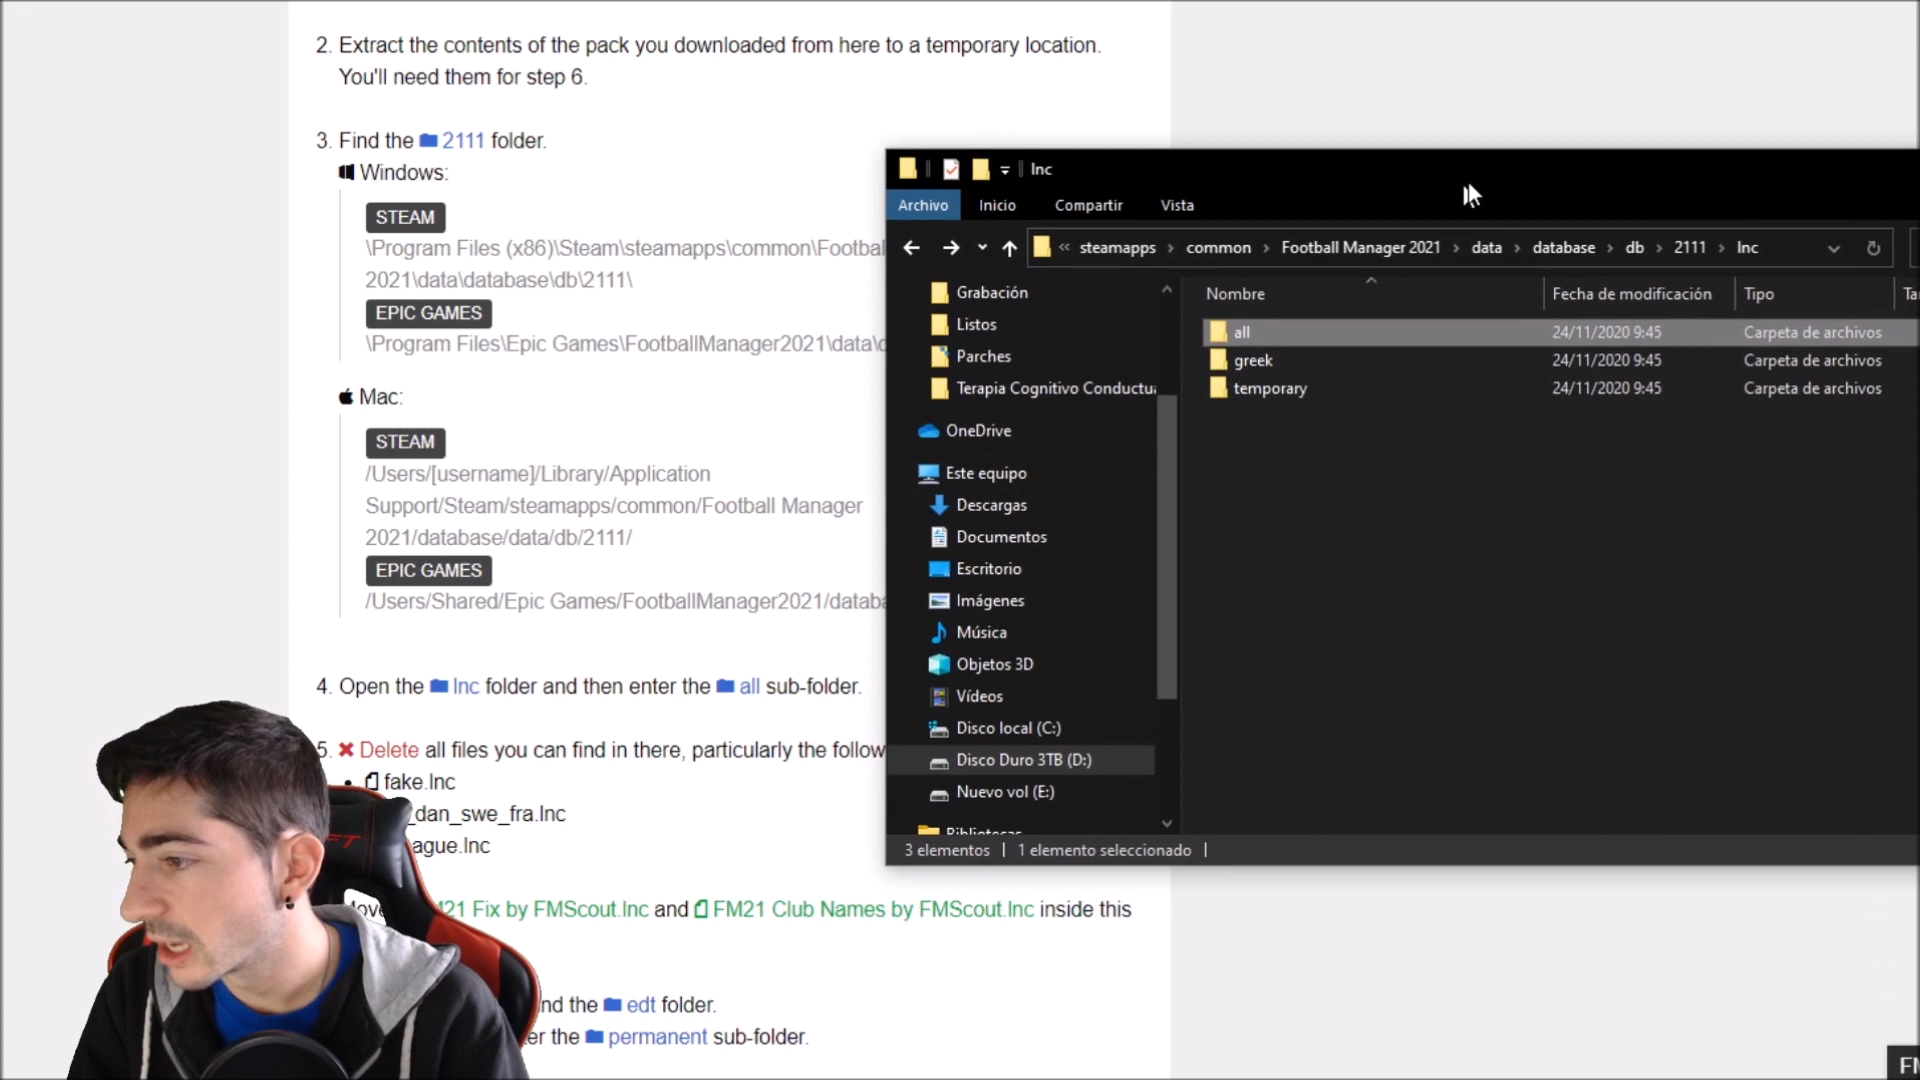 2. Extract the contents of the pack you downloaded from here to a temporary location.
You'll need them for step 6.
3. Find the 2111 folder.
Windows:
STEAM
\Program Files (x86)\Steam\steamapps\common\Footbal
2021\data\database\db\2111\
EPIC GAMES
\Program Files\Epic Games\FootballManager2021\data\
Mac:
STEAM
/Users/[username]/Library/Application
Support/Steam/steamapps/common/Football Manager
2021/database/data/db/2111/
EPIC GAMES
/Users/Shared/Epic Games/FootballManager2021/databa
4. Open the lnc folder and then enter the all sub-folder.
5. Delete all files you can find in there, particularly the follow
fake.lnc
_dan_swe_fra.lnc
ague.lnc
21 Fix by FMScout.lnc and FM21 Club Names by FMScout.lnc inside this
nd the edt folder.
er the permanent sub-folder.
lnc
Archivo Inicio Compartir Vista
« steamapps > common > Football Manager 2021 > data > database > db > 2111 > lnc
Nombre Fecha de modificación Tipo Ta
all 24/11/2020 9:45 Carpeta de archivos
greek 24/11/2020 9:45 Carpeta de archivos
temporary 24/11/2020 9:45 Carpeta de archivos
Grabación
Listos
Parches
Terapia Cognitivo Conductua
OneDrive
Este equipo
Descargas
Documentos
Escritorio
Imágenes
Música
Objetos 3D
Vídeos
Disco local (C:)
Disco Duro 3TB (D:)
Nuevo vol (E:)
Bibliotecas
3 elementos | 1 elemento seleccionado |
FM